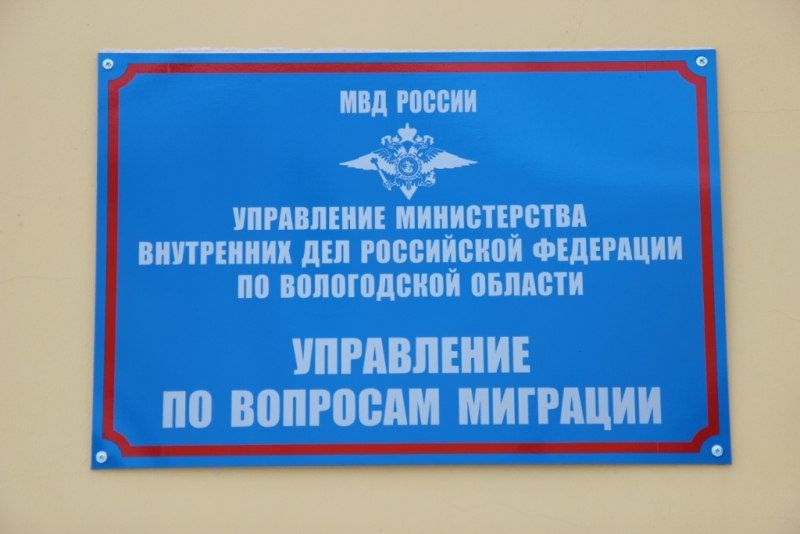 МВД РОССИИ
УПРАВЛЕНИЕ МИНИСТЕРСТВА
ВНУТРЕННИХ ДЕЛ РОССИЙСКОЙ ФЕДЕРАЦИИ
ПО ВОЛОГОДСКОЙ ОБЛАСТИ
УПРАВЛЕНИЕ
ПО ВОПРОСАМ МИГРАЦИИ